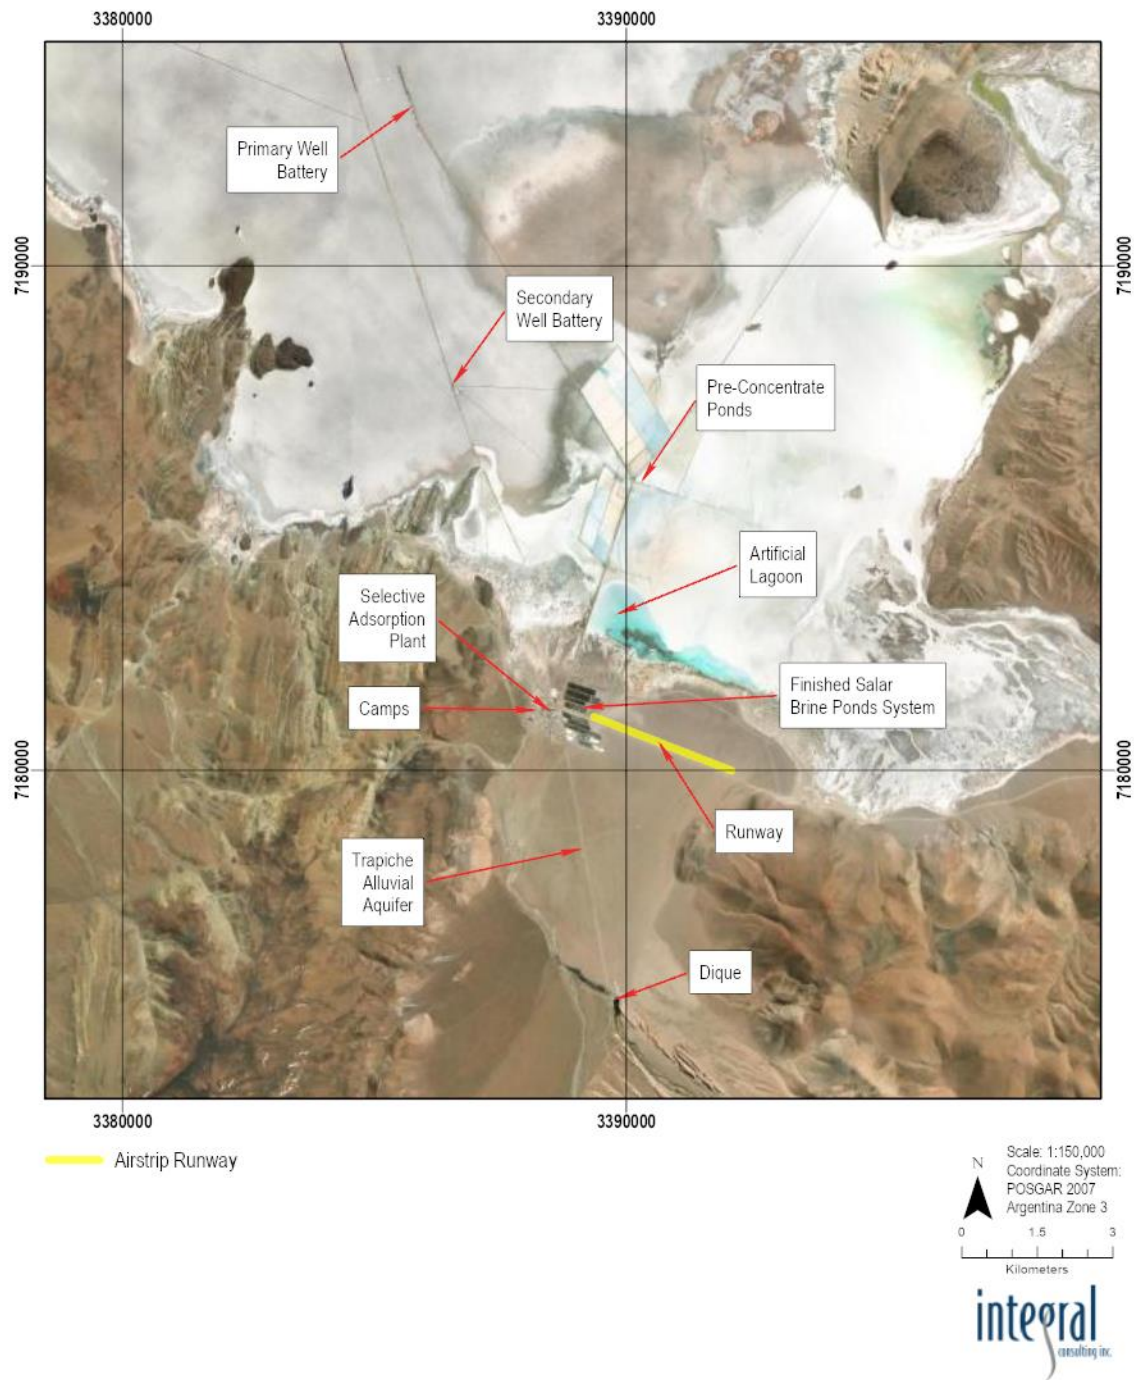 3380000
3390000
Primary Well
Battery
7190000
7190000
Secondary
Well Battery
Pre-Concentrate
Ponds
Artificial
Lagoon
Selective
Adsorption
Plant
Finished Salar
Brine Ponds System
Camps
7180000
7180000
Runway
Trapiche
Alluvial
Aquifer
Dique
3380000
3390000
Airstrip Runway
N
Scale: 1:150,000
Coordinate System:
POSGAR 2007
Argentina Zone 3
0 1.5 3
Kilometers
integral
consulting inc.